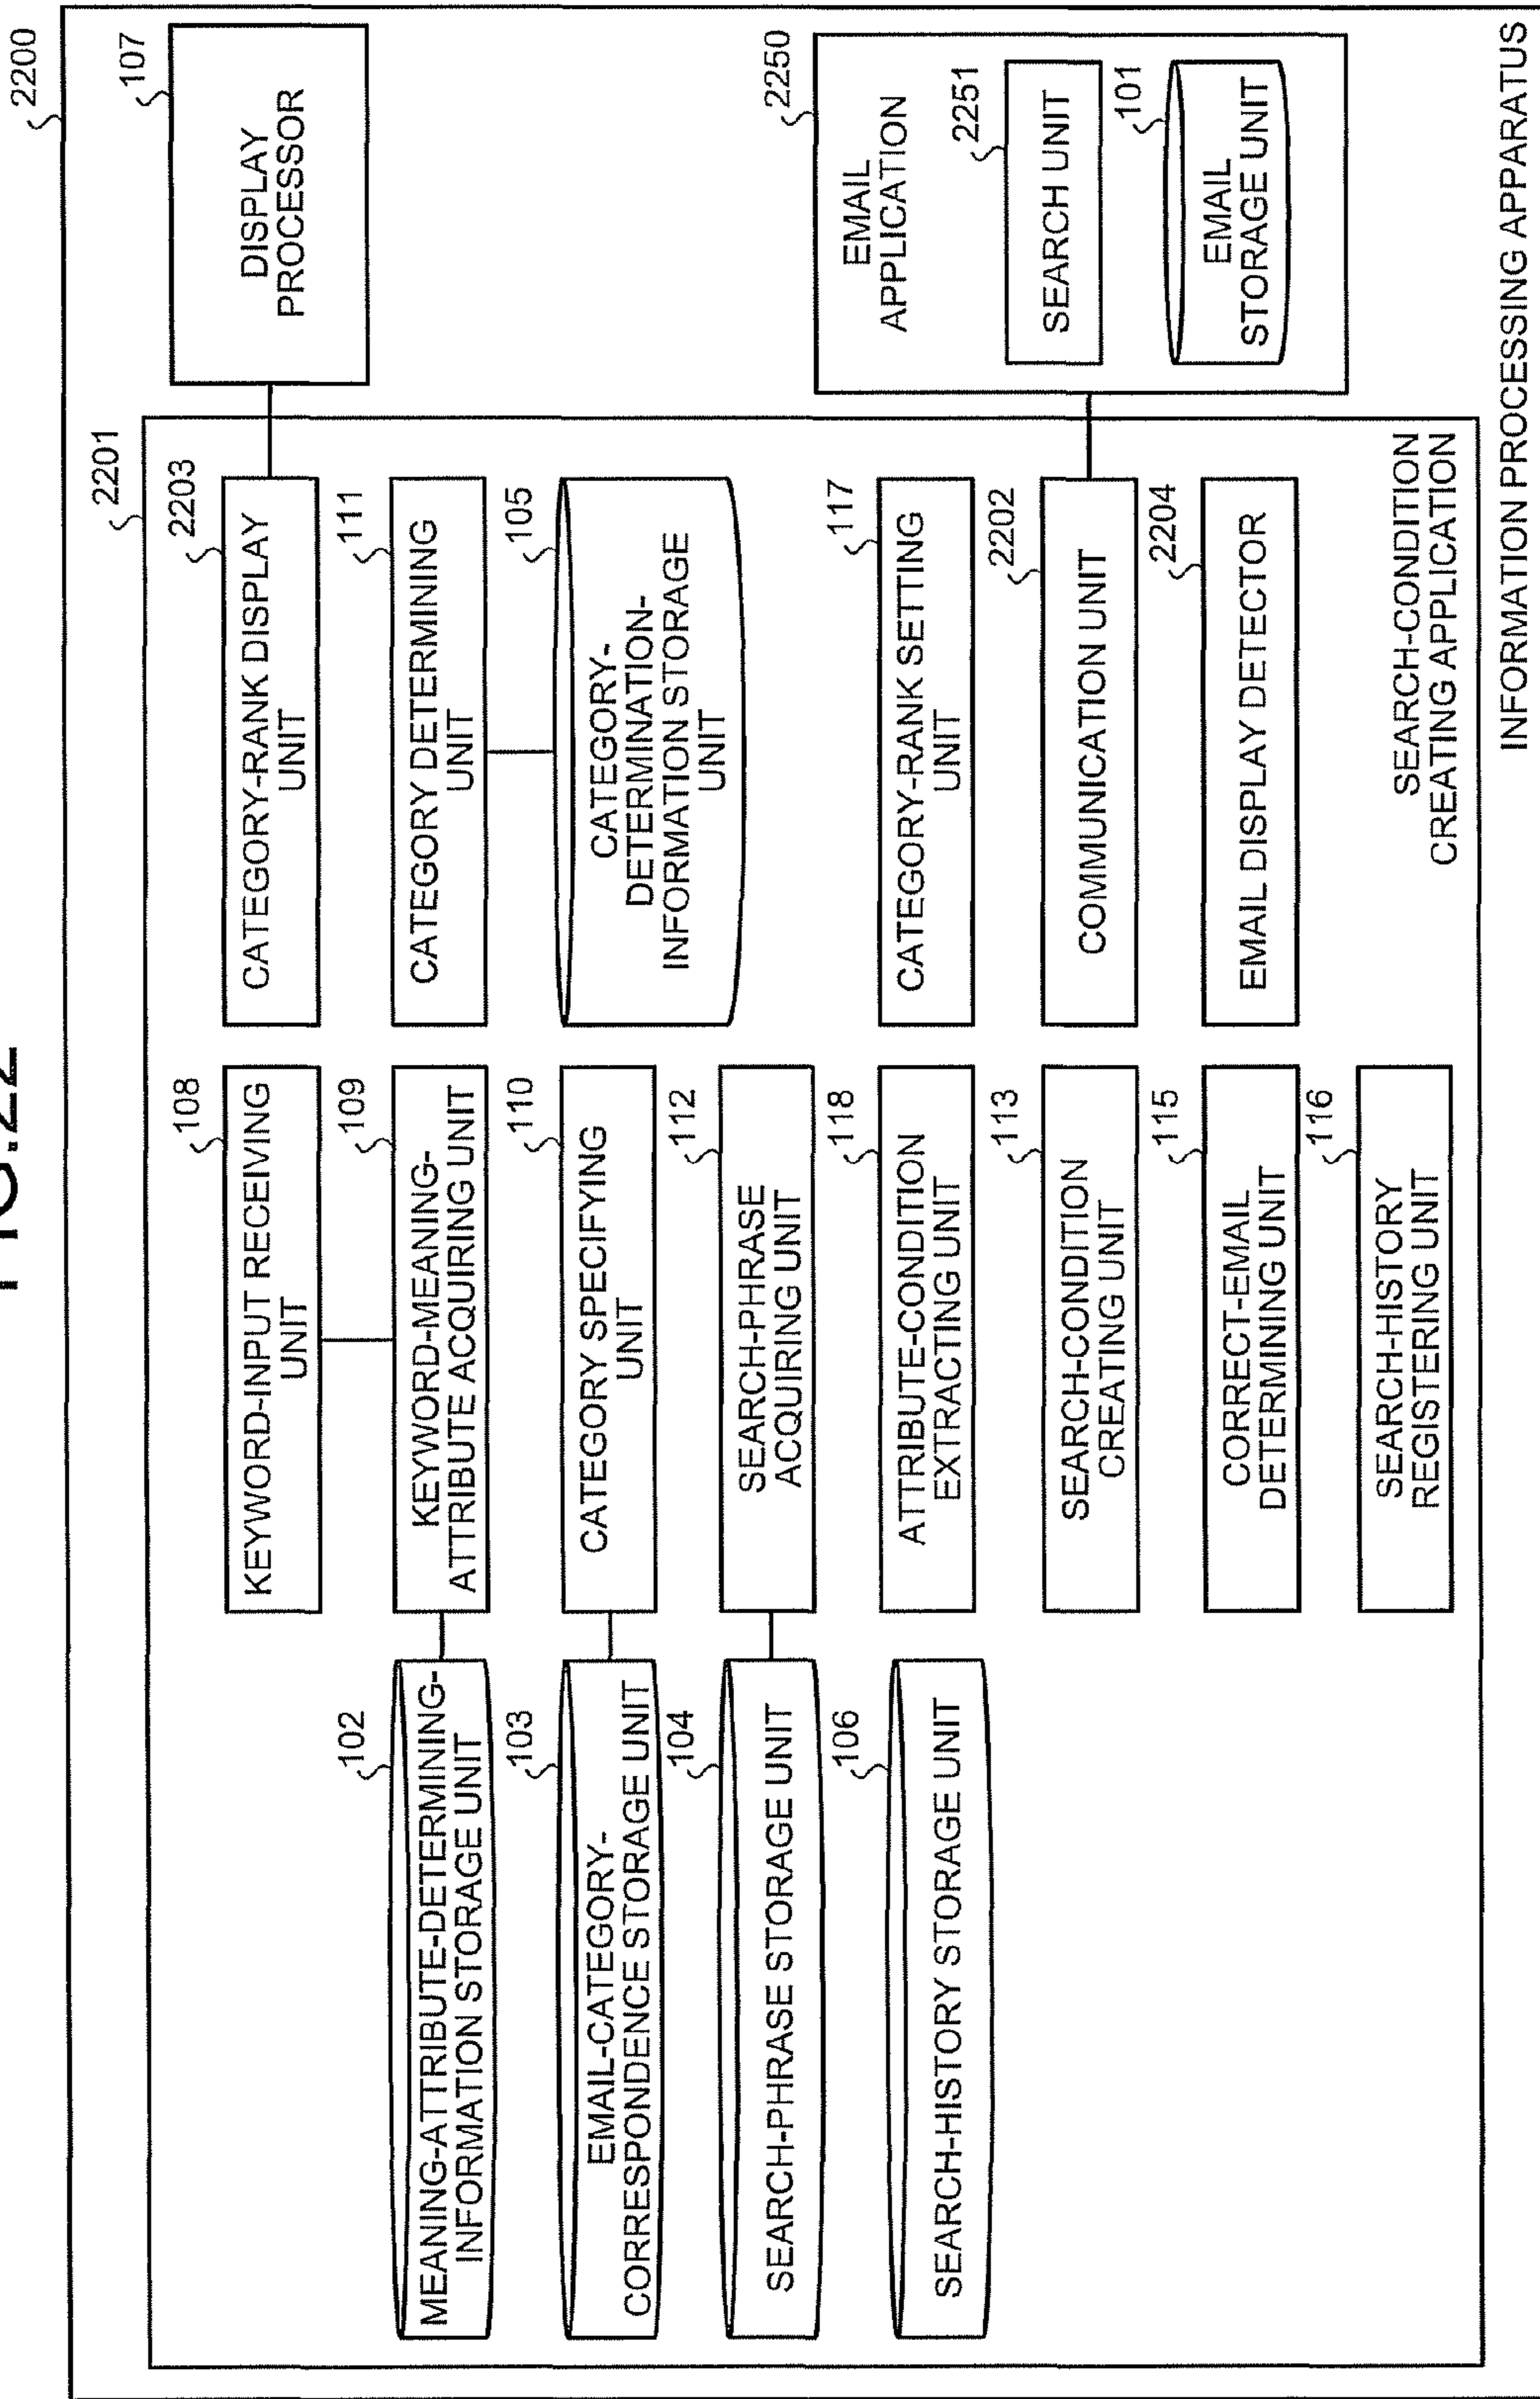 FIG.22
2200
2201
108
KEYWORD-INPUT RECEIVING
UNIT
2203
CATEGORY-RANK DISPLAY
UNIT
107
DISPLAY
PROCESSOR
102
MEANING-ATTRIBUTE-DETERMINING-
INFORMATION STORAGE UNIT
109
KEYWORD-MEANING-
ATTRIBUTE ACQUIRING UNIT
111
CATEGORY DETERMINING
UNIT
103
EMAIL-CATEGORY-
CORRESPONDENCE STORAGE UNIT
110
CATEGORY SPECIFYING
UNIT
105
CATEGORY-
DETERMINATION-
INFORMATION STORAGE
UNIT
104
SEARCH-PHRASE STORAGE UNIT
112
SEARCH-PHRASE
ACQUIRING UNIT
106
SEARCH-HISTORY STORAGE UNIT
118
ATTRIBUTE-CONDITION
EXTRACTING UNIT
117
CATEGORY-RANK SETTING
UNIT
2250
EMAIL
APPLICATION
113
SEARCH-CONDITION
CREATING UNIT
2202
COMMUNICATION UNIT
2251
SEARCH UNIT
115
CORRECT-EMAIL
DETERMINING UNIT
2204
EMAIL DISPLAY DETECTOR
101
EMAIL
STORAGE UNIT
116
SEARCH-HISTORY
REGISTERING UNIT
SEARCH-CONDITION
CREATING APPLICATION
INFORMATION PROCESSING APPARATUS